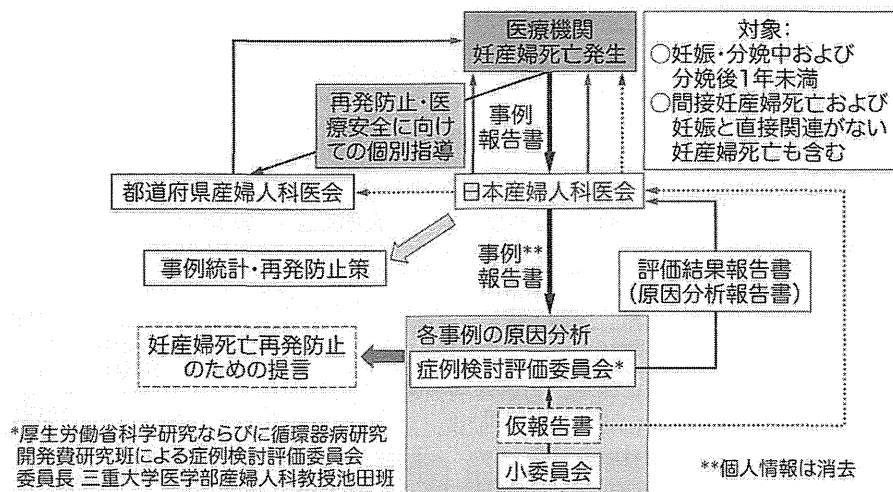 医療機関
妊産婦死亡発生
対象：
○妊娠・分娩中および
分娩後1年未満
○間接妊産婦死亡および
妊娠と直接関連がない
妊産婦死亡も含む
再発防止・医
療安全に向け
ての個別指導
事例
報告書
都道府県産婦人科医会
日本産婦人科医会
事例統計・再発防止策
事例**
報告書
評価結果報告書
（原因分析報告書）
各事例の原因分析
症例検討評価委員会*
妊産婦死亡再発防止
のための提言
仮報告書
小委員会
*厚生労働省科学研究ならびに循環器病研究
開発費研究班による症例検討評価委員会
委員長 三重大学医学部産婦人科教授池田班
**個人情報は消去